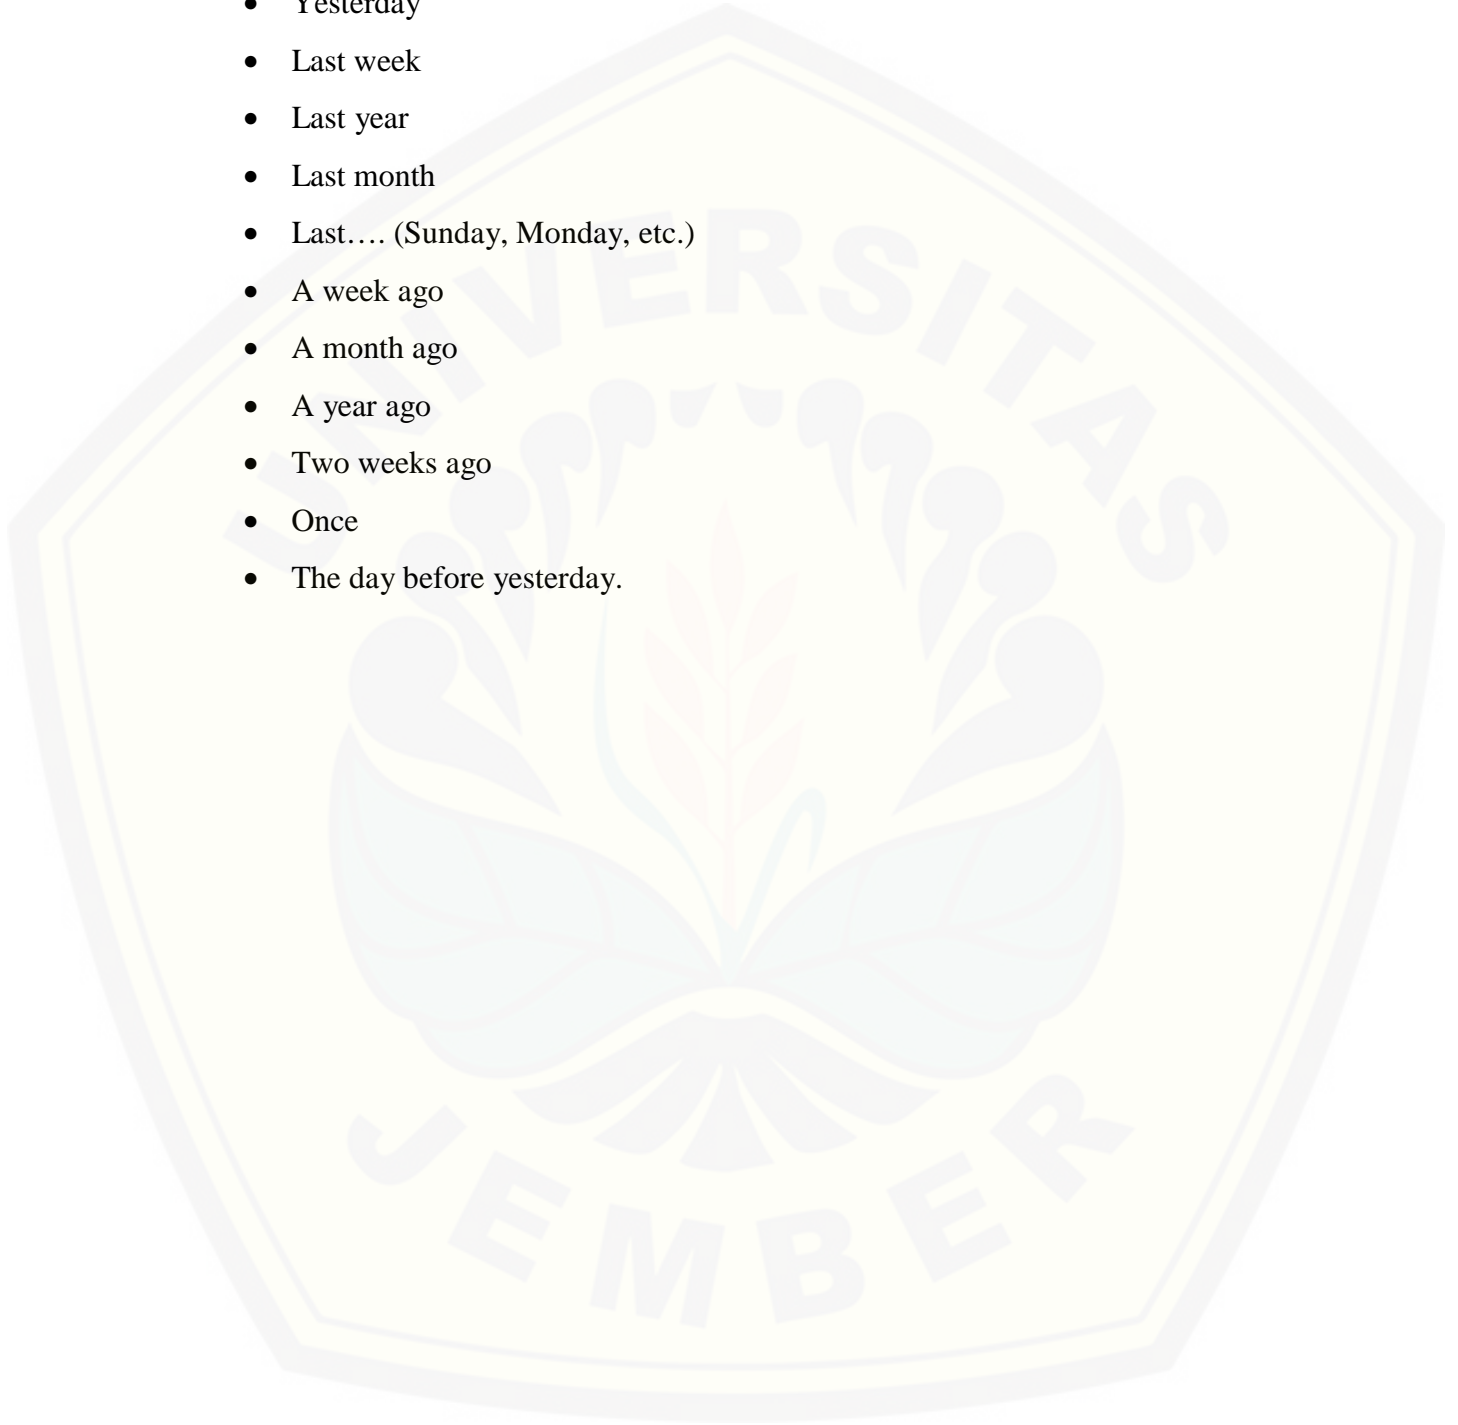 • Yesterday
• Last week
• Last year
• Last month
• Last…. (Sunday, Monday, etc.)
• A week ago
• A month ago
• A year ago
• Two weeks ago
• Once
• The day before yesterday.
UNIVERSITAS
JEMBER